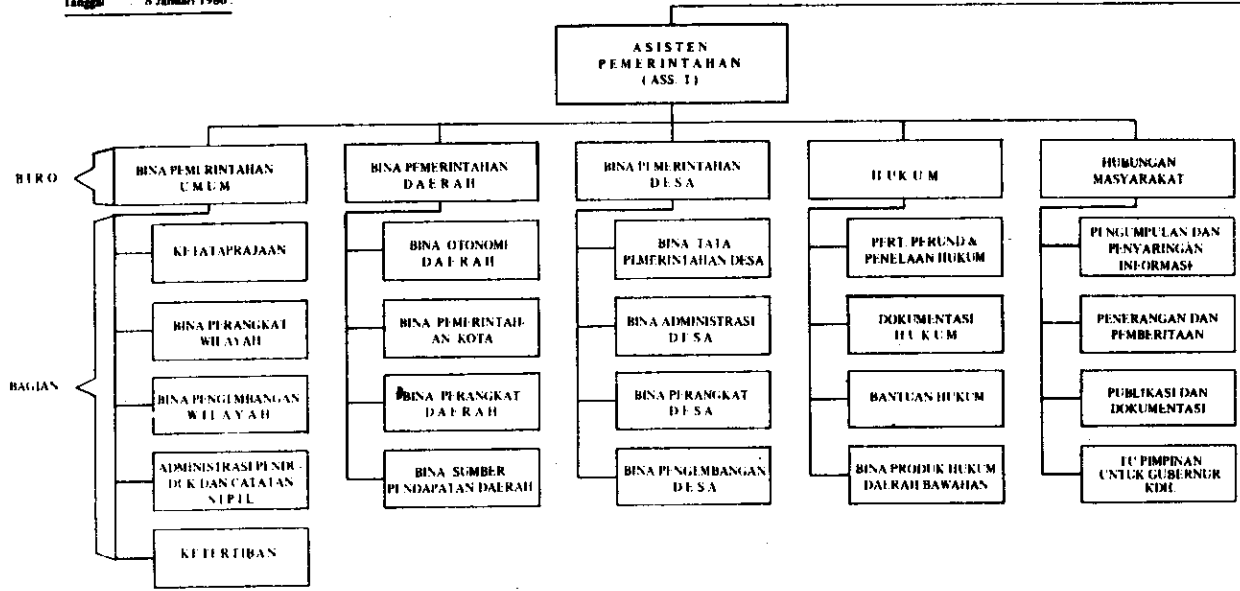 Tanggal : 8 Januari 1980.
ASISTEN
PEMERINTAHAN
( ASS. I )
BIRO
BINA PEMERINTAHAN
UMUM
BINA PEMERINTAHAN
DAERAH
BINA PEMERINTAHAN
DESA
HUKUM
HUBUNGAN
MASYARAKAT
BAGIAN
KETATAPRAJAAN
BINA PERANGKAT
WILAYAH
BINA PENGEMBANGAN
WILAYAH
ADMINISTRASI PENDU-
DUK DAN CATATAN
SIPIL
KETERTIBAN
BINA OTONOMI
DAERAH
BINA PEMERINTAH-
AN KOTA
BINA PERANGKAT
DAERAH
BINA SUMBER
PENDAPATAN DAERAH
BINA TATA
PEMERINTAHAN DESA
BINA ADMINISTRASI
DESA
BINA PERANGKAT
DESA
BINA PENGEMBANGAN
DESA
PERT. PERUND &
PENELAAN HUKUM
DOKUMENTASI
HUKUM
BANTUAN HUKUM
BINA PRODUK HUKUM
DAERAH BAWAHAN
PENGUMPULAN DAN
PENYARINGAN
INFORMASI
PENERANGAN DAN
PEMBERITAAN
PUBLIKASI DAN
DOKUMENTASI
TU PIMPINAN
UNTUK GUBERNUR
KDH.